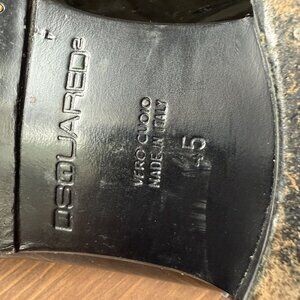 DSQUARED2
VERO CUOIO
MADE IN ITALY
45